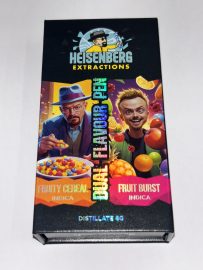 HEISENBERG
EXTRACTIONS
DUAL FLAVOUR PEN
FRUITY CEREAL
INDICA
FRUIT BURST
INDICA
DISTILLATE 6G